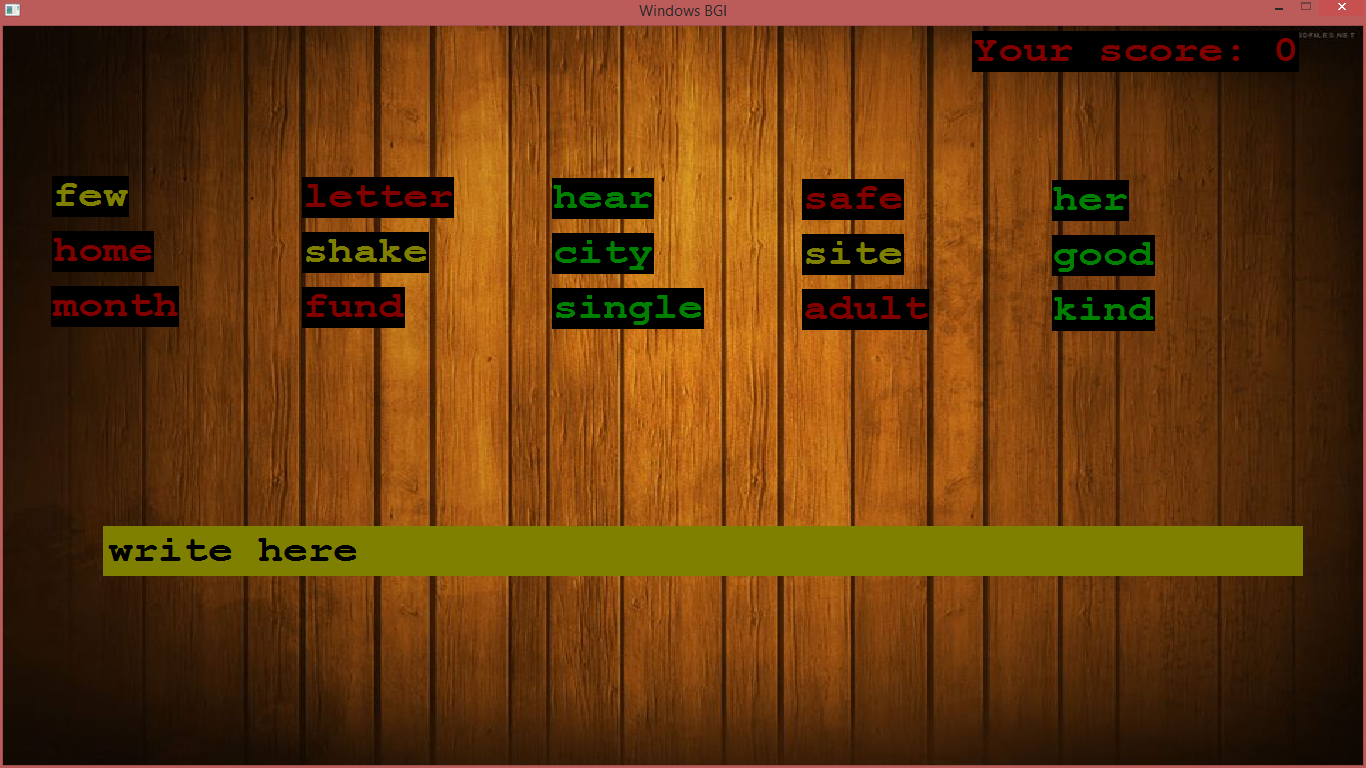 Windows BGI
Your score: 0
few letter hear safe her
home shake city site good
month fund single adult kind
write here